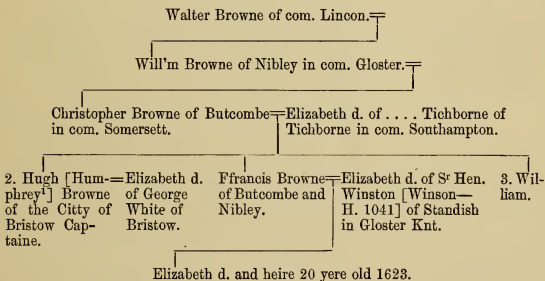 Walter Browne of com. Lincon.
Will'm Browne of Nibley in com. Gloster.
Christopher Browne of Butcombe=Elizabeth d. of . . . . Tichborne of
in com. Somersett. Tichborne in com. Southampton.
2. Hugh [Hum-
phrey¹] Browne
of the Citty of
Bristow Cap-
taine.
=Elizabeth d.
of George
White of
Bristow.
Ffrancis Browne=
of Butcombe and
Nibley.
Elizabeth d. of Sʳ Hen.
Winston [Winson—
H. 1041] of Standish
in Gloster Knt.
3. Wil-
liam.
Elizabeth d. and heire 20 yere old 1623.